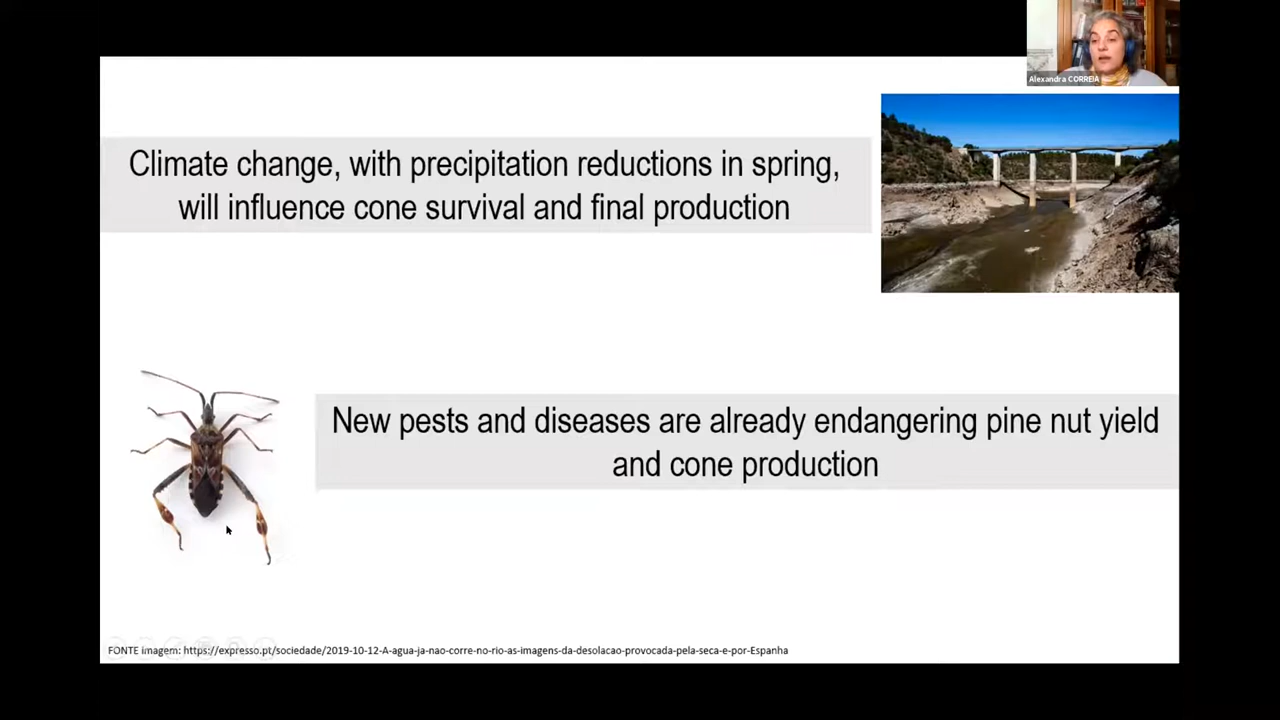 Alexandra CORREIA
Climate change, with precipitation reductions in spring,
will influence cone survival and final production
New pests and diseases are already endangering pine nut yield
and cone production
FONTE imagem: https://expresso.pt/sociedade/2019-10-12-A-agua-ja-nao-corre-no-rio-as-imagens-da-desolacao-provocada-pela-seca-e-por-Espanha